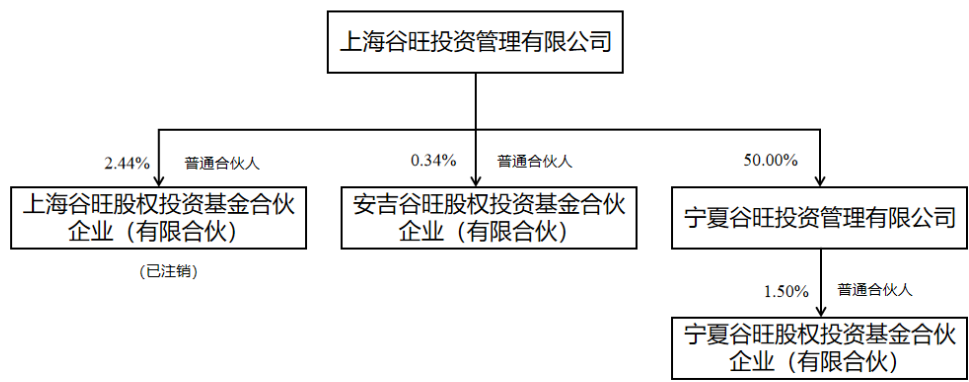 上海谷旺投资管理有限公司
2.44%
普通合伙人
0.34%
普通合伙人
50.00%
上海谷旺股权投资基金合伙
企业（有限合伙）
安吉谷旺股权投资基金合伙
企业（有限合伙）
宁夏谷旺投资管理有限公司
(已注销)
1.50%
普通合伙人
宁夏谷旺股权投资基金合伙
企业（有限合伙）